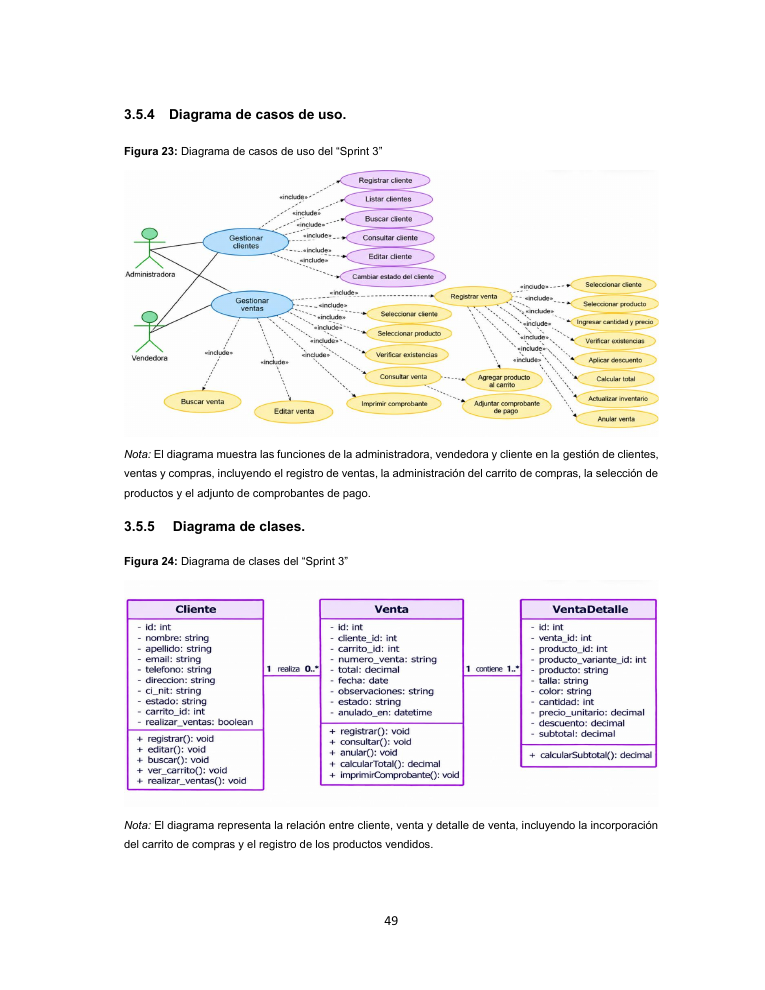 3.5.4 Diagrama de casos de uso.
Figura 23: Diagrama de casos de uso del “Sprint 3”
Administradora
Vendedora
Gestionar
clientes
Gestionar
ventas
«include»
«include»
«include»
«include»
«include»
«include»
Registrar cliente
Listar clientes
Buscar cliente
Consultar cliente
Editar cliente
Cambiar estado del cliente
«include»
«include»
«include»
«include»
«include»
«include»
«include»
«include»
Registrar venta
Seleccionar cliente
Seleccionar producto
Verificar existencias
Consultar venta
Imprimir comprobante
Buscar venta
Editar venta
Agregar producto
al carrito
Adjuntar comprobante
de pago
«include»
«include»
«include»
«include»
«include»
«include»
«include»
Seleccionar cliente
Seleccionar producto
Ingresar cantidad y precio
Verificar existencias
Aplicar descuento
Calcular total
Actualizar inventario
Anular venta
Nota: El diagrama muestra las funciones de la administradora, vendedora y cliente en la gestión de clientes,
ventas y compras, incluyendo el registro de ventas, la administración del carrito de compras, la selección de
productos y el adjunto de comprobantes de pago.
3.5.5 Diagrama de clases.
Figura 24: Diagrama de clases del “Sprint 3”
Cliente
- id: int
- nombre: string
- apellido: string
- email: string
- telefono: string
- direccion: string
- ci_nit: string
- estado: string
- carrito_id: int
- realizar_ventas: boolean
+ registrar(): void
+ editar(): void
+ buscar(): void
+ ver_carrito(): void
+ realizar_ventas(): void
1 realiza 0..*
Venta
- id: int
- cliente_id: int
- carrito_id: int
- numero_venta: string
- total: decimal
- fecha: date
- observaciones: string
- estado: string
- anulado_en: datetime
+ registrar(): void
+ consultar(): void
+ anular(): void
+ calcularTotal(): decimal
+ imprimirComprobante(): void
1 contiene 1..*
VentaDetalle
- id: int
- venta_id: int
- producto_id: int
- producto_variante_id: int
- producto: string
- talla: string
- color: string
- cantidad: int
- precio_unitario: decimal
- descuento: decimal
- subtotal: decimal
+ calcularSubtotal(): decimal
Nota: El diagrama representa la relación entre cliente, venta y detalle de venta, incluyendo la incorporación
del carrito de compras y el registro de los productos vendidos.
49